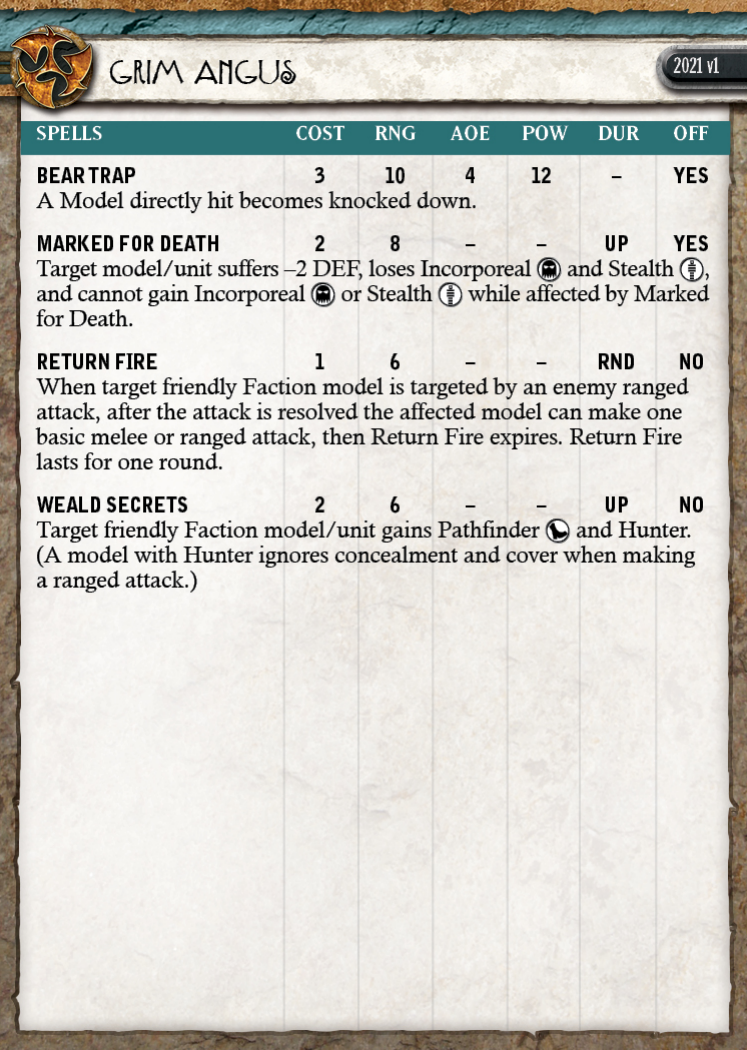 GRIM ANGUS
2021 v1
SPELLS COST RNG AOE POW DUR OFF
BEAR TRAP 3 10 4 12 – YES
A Model directly hit becomes knocked down.
MARKED FOR DEATH 2 8 – – UP YES
Target model/unit suffers –2 DEF, loses Incorporeal and Stealth ,
and cannot gain Incorporeal or Stealth while affected by Marked
for Death.
RETURN FIRE 1 6 – – RND NO
When target friendly Faction model is targeted by an enemy ranged
attack, after the attack is resolved the affected model can make one
basic melee or ranged attack, then Return Fire expires. Return Fire
lasts for one round.
WEALD SECRETS 2 6 – – UP NO
Target friendly Faction model/unit gains Pathfinder and Hunter.
(A model with Hunter ignores concealment and cover when making
a ranged attack.)